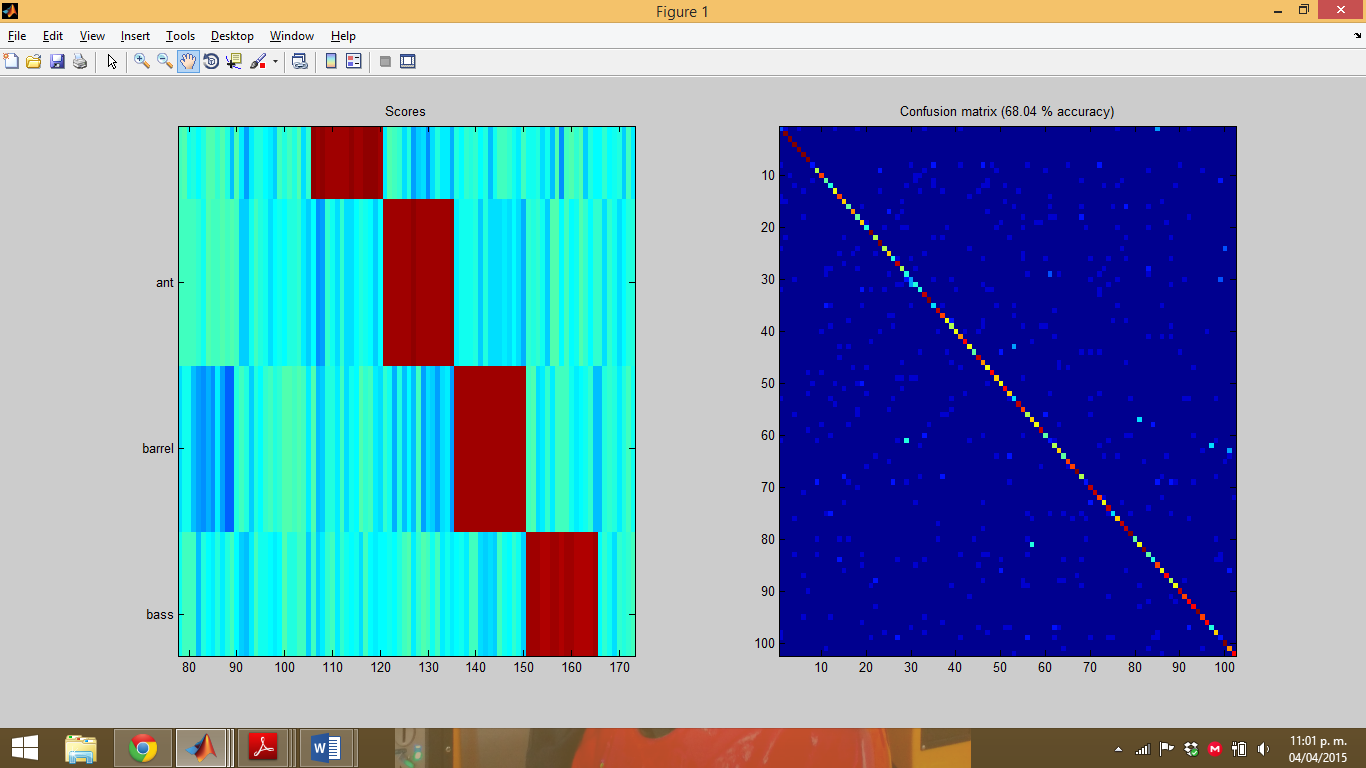 Figure 1
File Edit View Insert Tools Desktop Window Help
Scores
ant
barrel
bass
80 90 100 110 120 130 140 150 160 170
Confusion matrix (68.04 % accuracy)
10
20
30
40
50
60
70
80
90
100
10 20 30 40 50 60 70 80 90 100
11:01 p. m.
04/04/2015